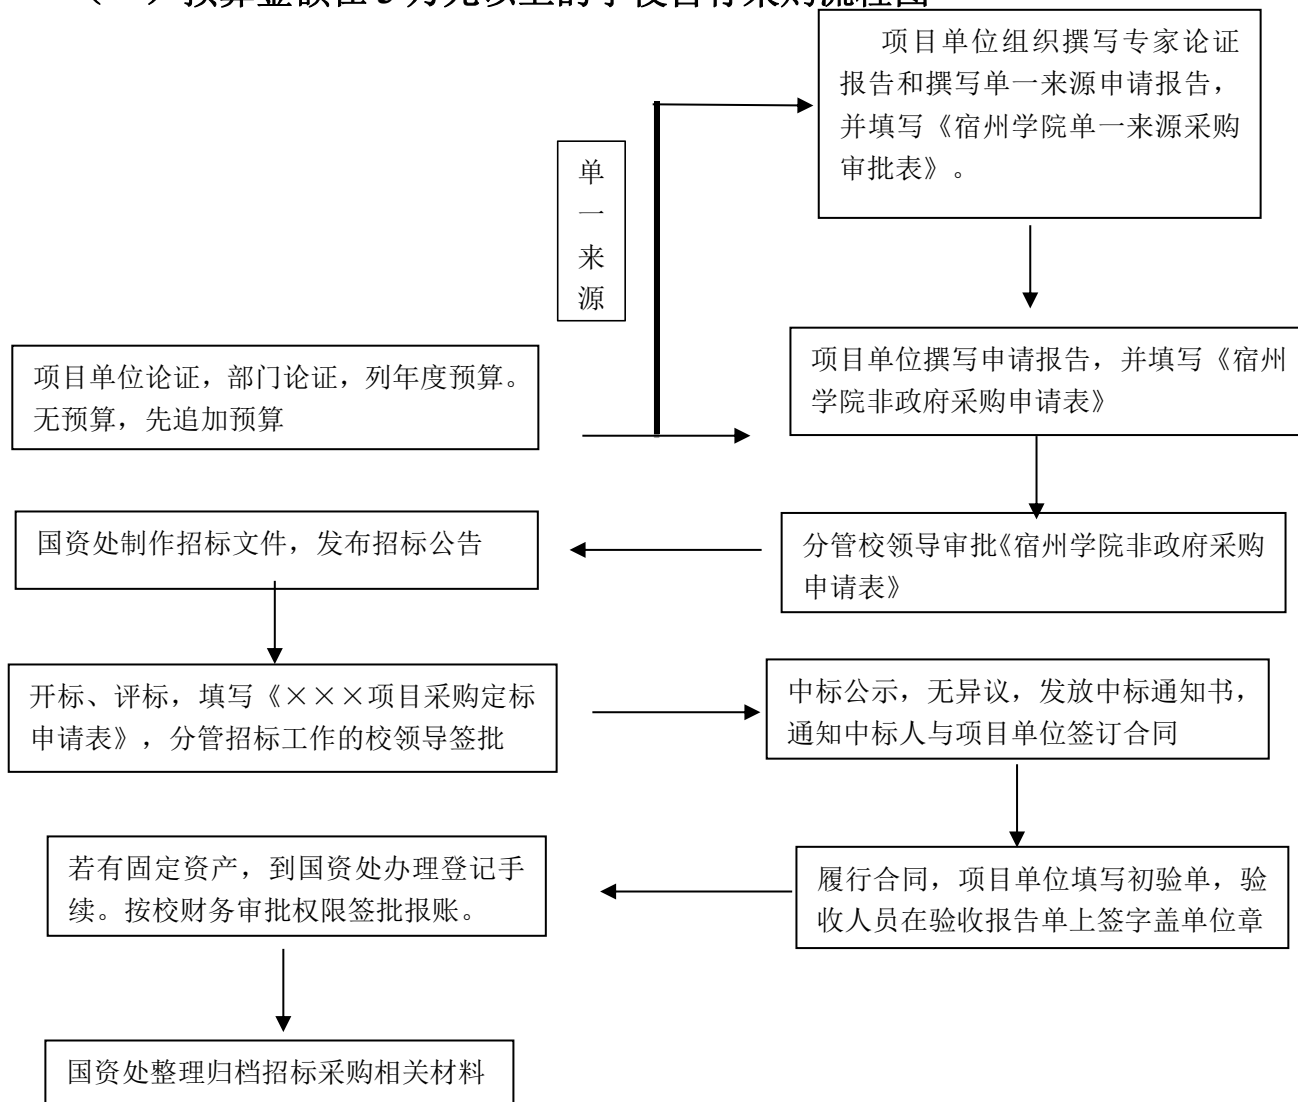 项目单位组织撰写专家论证
报告和撰写单一来源申请报告，
并填写《宿州学院单一来源采购
审批表》。
单
一
来
源
项目单位论证，部门论证，列年度预算。
无预算，先追加预算
项目单位撰写申请报告，并填写《宿州
学院非政府采购申请表》
国资处制作招标文件，发布招标公告
分管校领导审批《宿州学院非政府采购
申请表》
开标、评标，填写《×××项目采购定标
申请表》，分管招标工作的校领导签批
中标公示，无异议，发放中标通知书，
通知中标人与项目单位签订合同
若有固定资产，到国资处办理登记手
续。按校财务审批权限签批报账。
履行合同，项目单位填写初验单，验
收人员在验收报告单上签字盖单位章
国资处整理归档招标采购相关材料